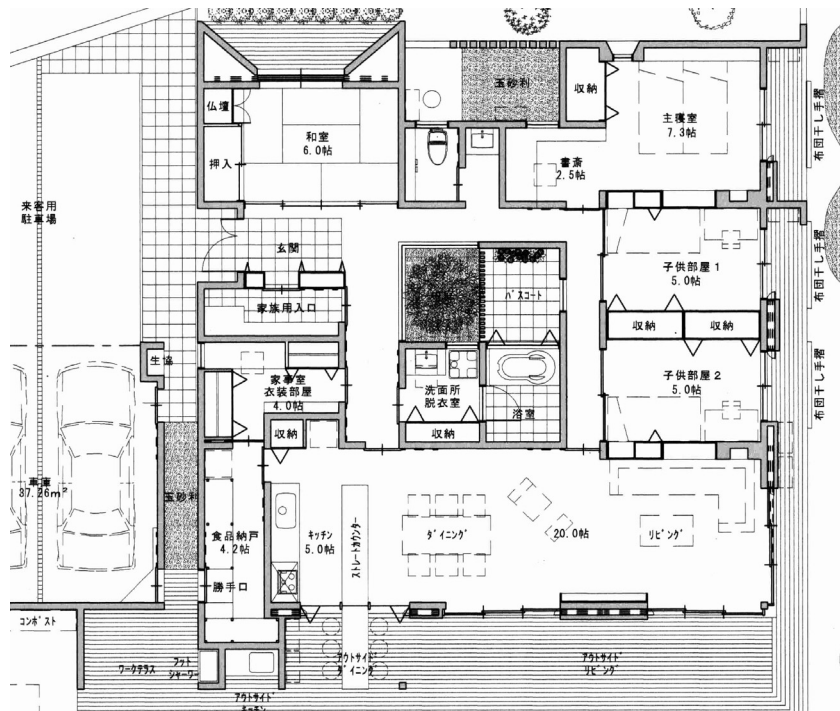 仏壇
和室
6.0帖
押入
玉砂利
収納
主寝室
7.3帖
書斎
2.5帖
布団干し手摺
来客用
駐車場
玄関
家族用入口
バスコート
子供部屋1
5.0帖
布団干し手摺
収納
収納
生協
家事室
衣装部屋
4.0帖
洗面所
脱衣室
浴室
子供部屋2
5.0帖
布団干し手摺
収納
収納
車庫
37.26m²
玉砂利
食品納戸
4.2帖
キッチン
5.0帖
ストレートカウンター
ダイニング
20.0帖
リビング
勝手口
コンポスト
ワークテラス
フット
シャワー
アウトサイド
キッチン
アウトサイド
ダイニング
アウトサイド
リビング